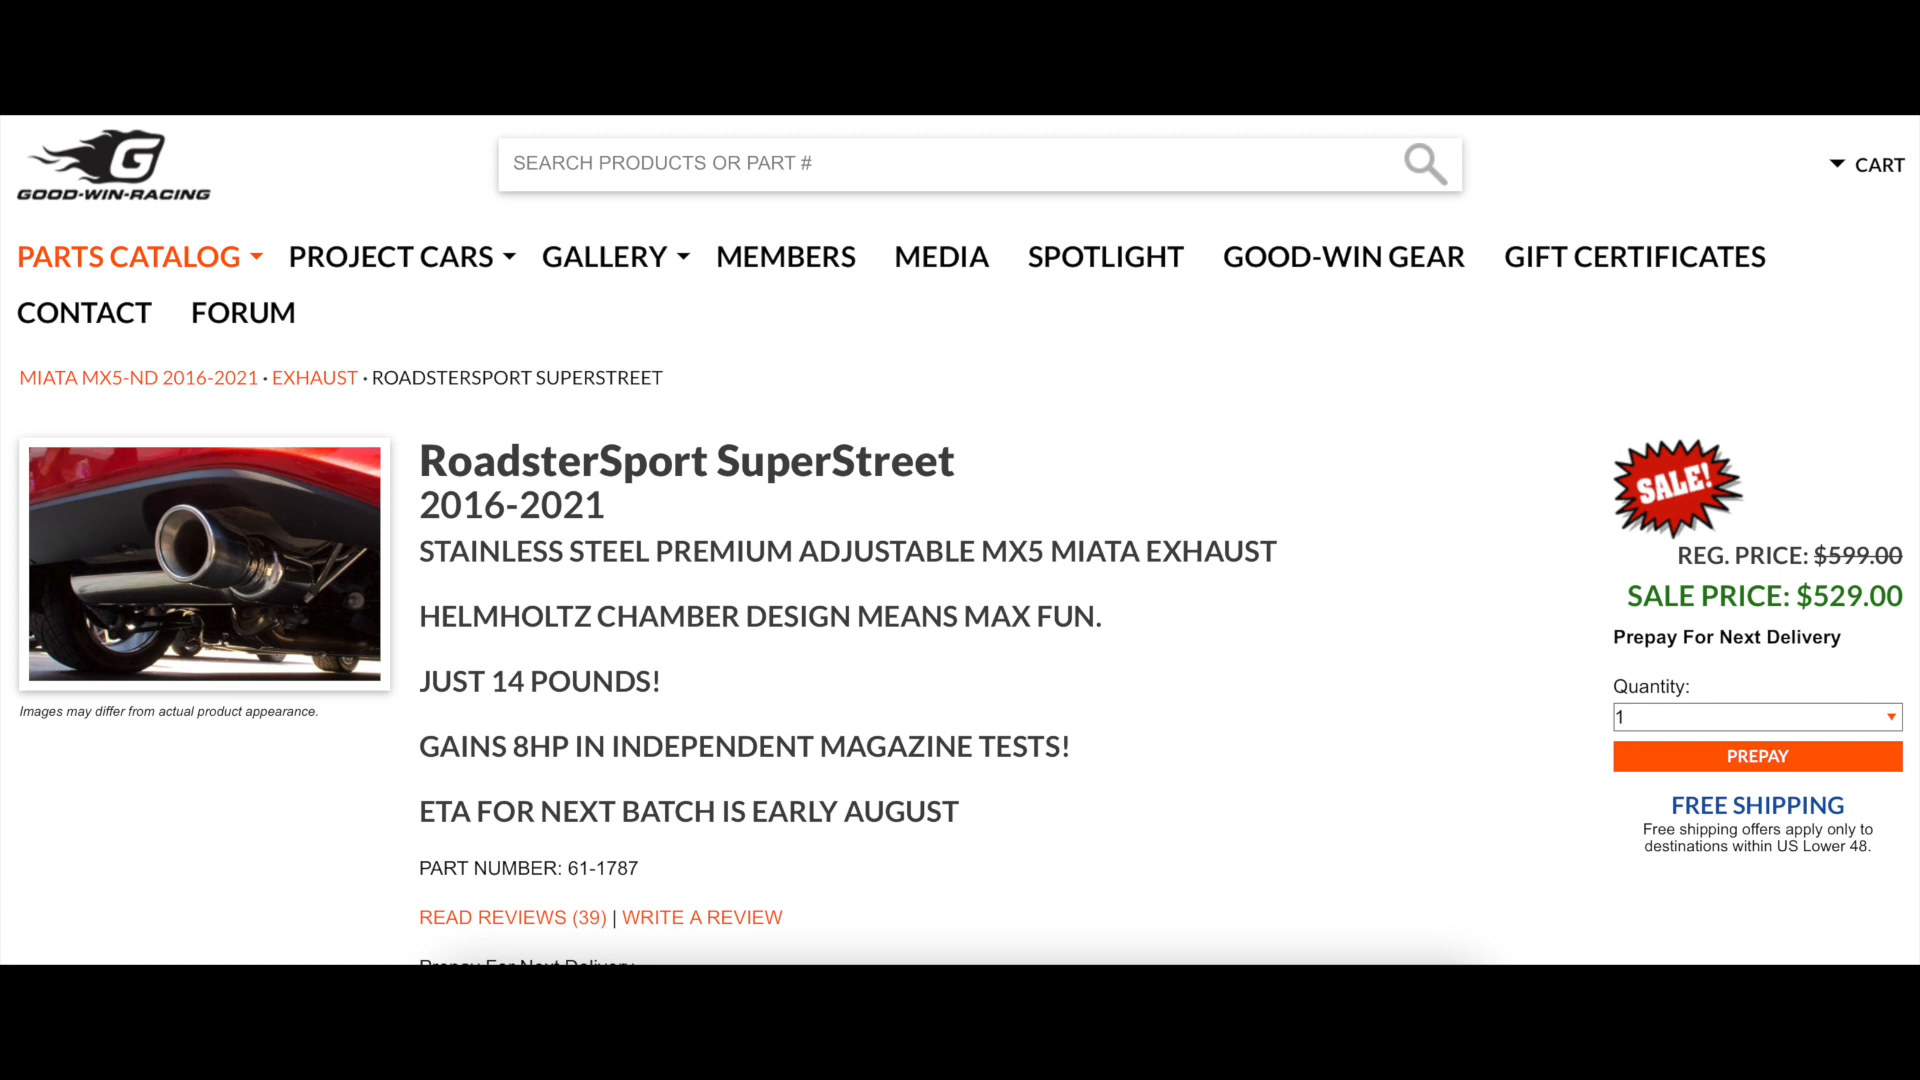 G
GOOD-WIN-RACING
SEARCH PRODUCTS OR PART #
CART
PARTS CATALOG PROJECT CARS GALLERY MEMBERS MEDIA SPOTLIGHT GOOD-WIN GEAR GIFT CERTIFICATES
CONTACT FORUM
MIATA MX5-ND 2016-2021 · EXHAUST · ROADSTERSPORT SUPERSTREET
Images may differ from actual product appearance.
RoadsterSport SuperStreet
2016-2021
STAINLESS STEEL PREMIUM ADJUSTABLE MX5 MIATA EXHAUST
HELMHOLTZ CHAMBER DESIGN MEANS MAX FUN.
JUST 14 POUNDS!
GAINS 8HP IN INDEPENDENT MAGAZINE TESTS!
ETA FOR NEXT BATCH IS EARLY AUGUST
PART NUMBER: 61-1787
READ REVIEWS (39) | WRITE A REVIEW
Prepay For Next Delivery
SALE!
REG. PRICE: $599.00
SALE PRICE: $529.00
Prepay For Next Delivery
Quantity:
1
PREPAY
FREE SHIPPING
Free shipping offers apply only to
destinations within US Lower 48.